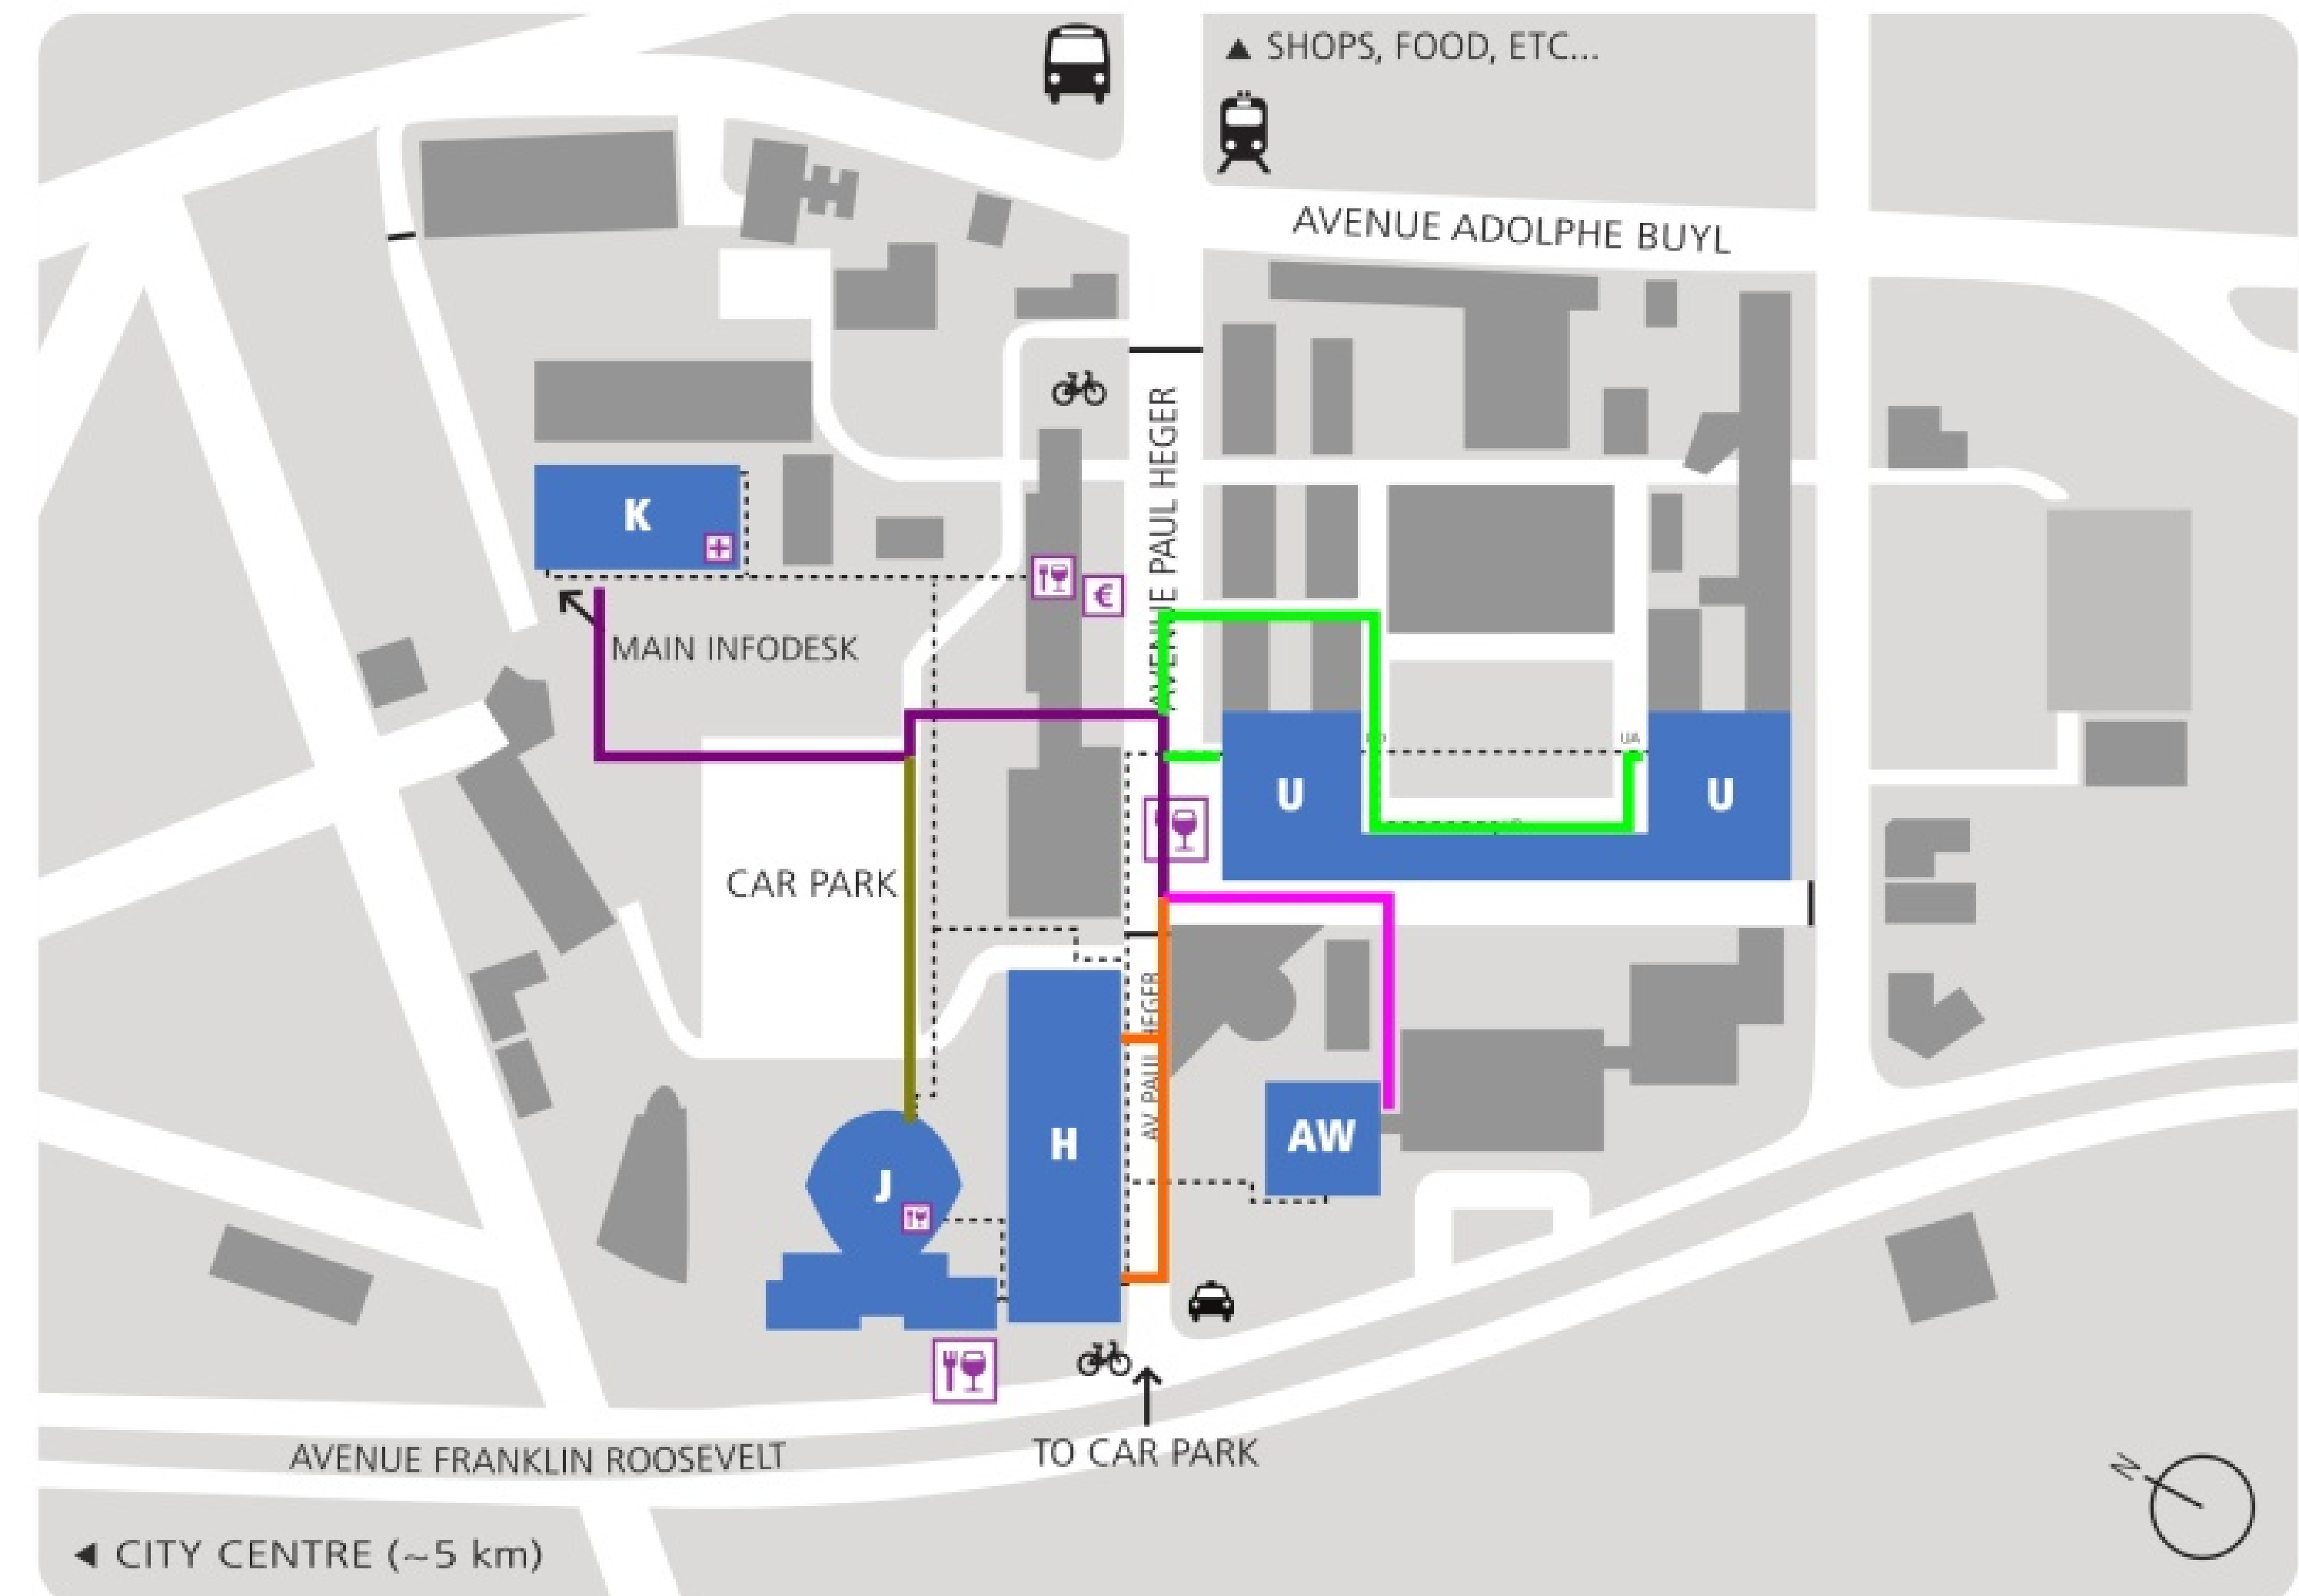 ▲ SHOPS, FOOD, ETC...
AVENUE ADOLPHE BUYL
AVENUE PAUL HEGER
K
€
MAIN INFODESK
UA
U
U
CAR PARK
AV PAUL HEGER
H
AW
J
AVENUE FRANKLIN ROOSEVELT
TO CAR PARK
N
◄ CITY CENTRE (~5 km)